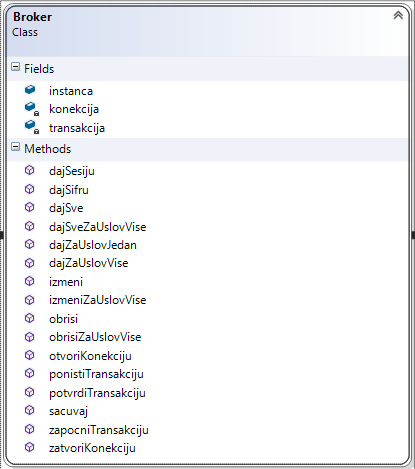 Broker
Class
Fields
instanca
konekcija
transakcija
Methods
dajSesiju
dajSifru
dajSve
dajSveZaUslovVise
dajZaUslovJedan
dajZaUslovVise
izmeni
izmeniZaUslovVise
obrisi
obrisiZaUslovVise
otvoriKonekciju
ponistiTransakciju
potvrdiTransakciju
sacuvaj
zapocniTransakciju
zatvoriKonekciju